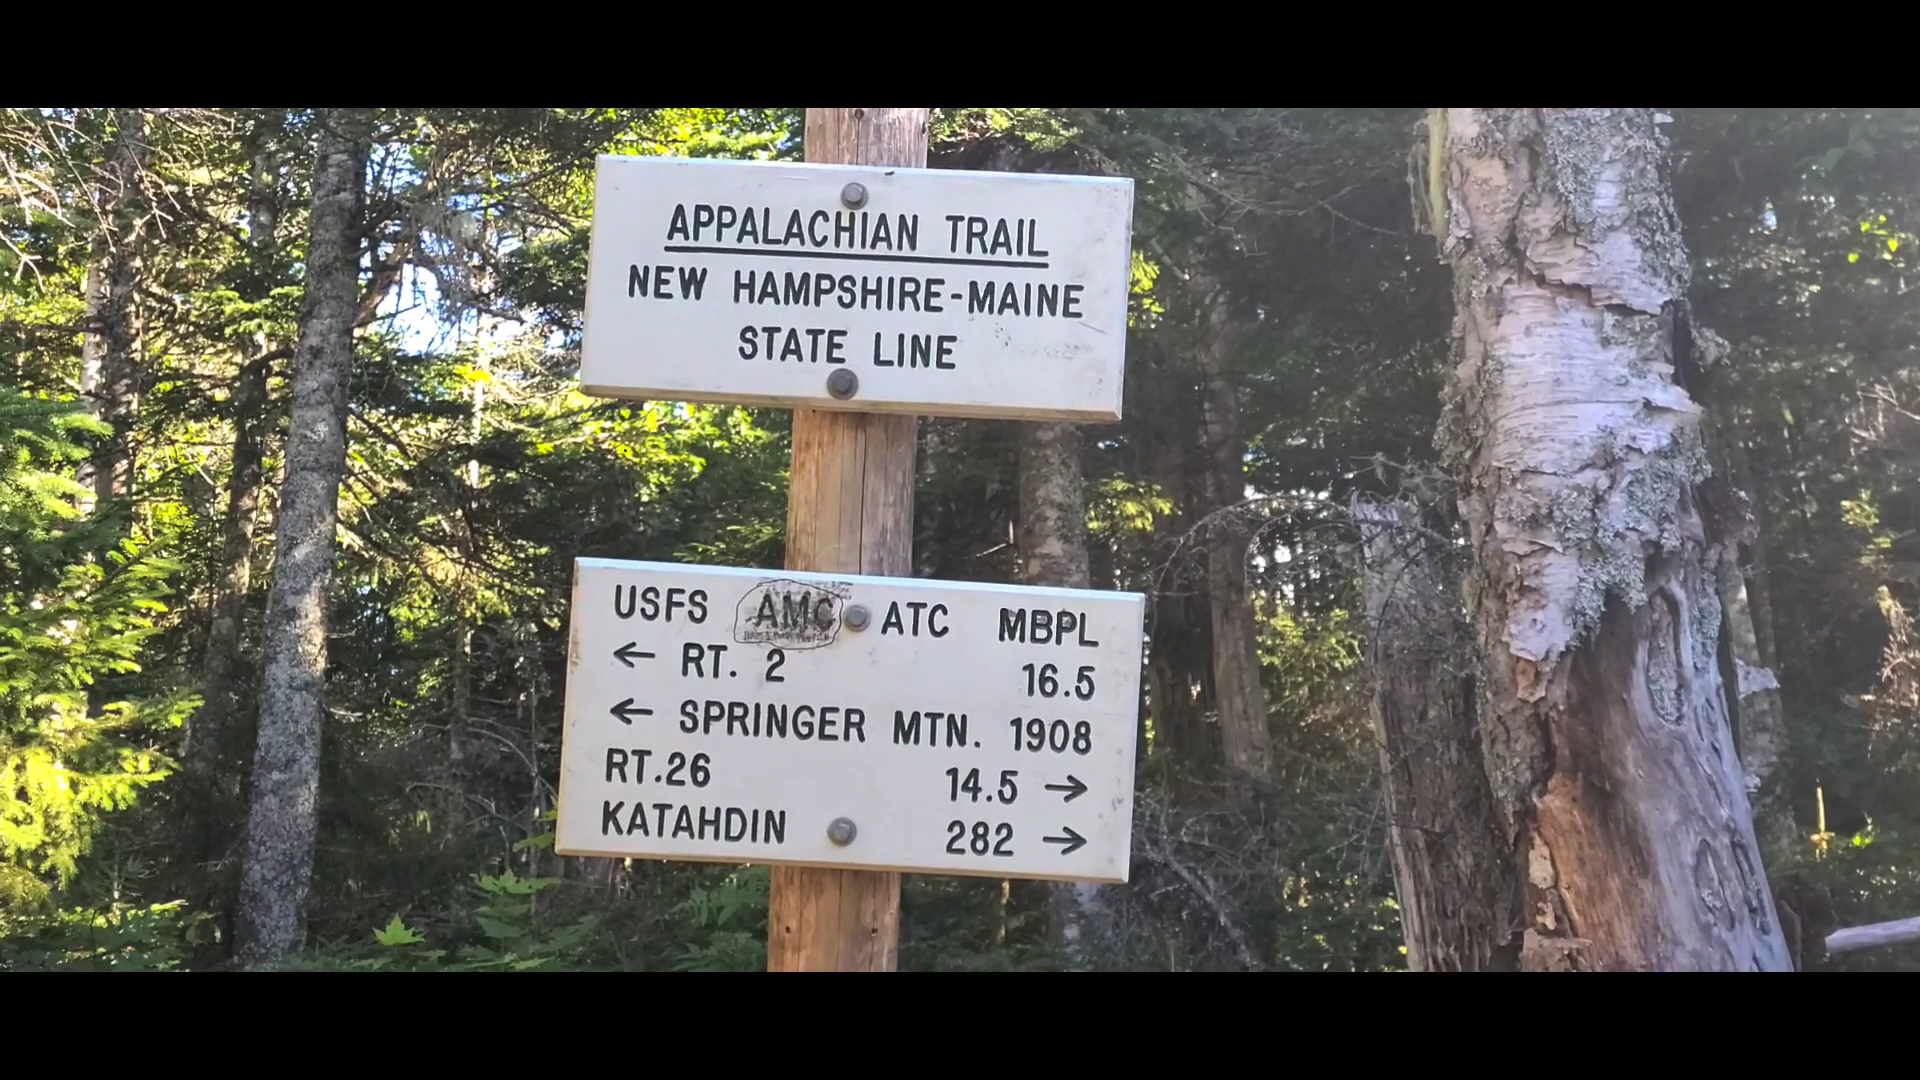 APPALACHIAN TRAIL
NEW HAMPSHIRE-MAINE
STATE LINE
USFS AMC ATC MBPL
← RT. 2 16.5
← SPRINGER MTN. 1908
RT.26 14.5 →
KATAHDIN 282 →